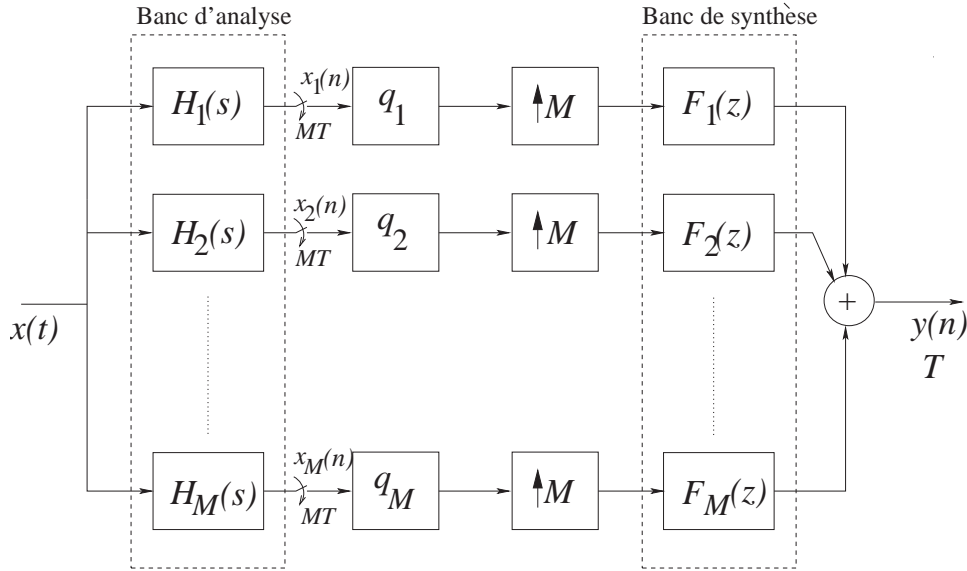 Banc d'analyse
Banc de synthèse
H1(s)
x1(n)
MT
q1
M
F1(z)
H2(s)
x2(n)
MT
q2
M
F2(z)
x(t)
+
y(n)
T
HM(s)
xM(n)
MT
qM
M
FM(z)